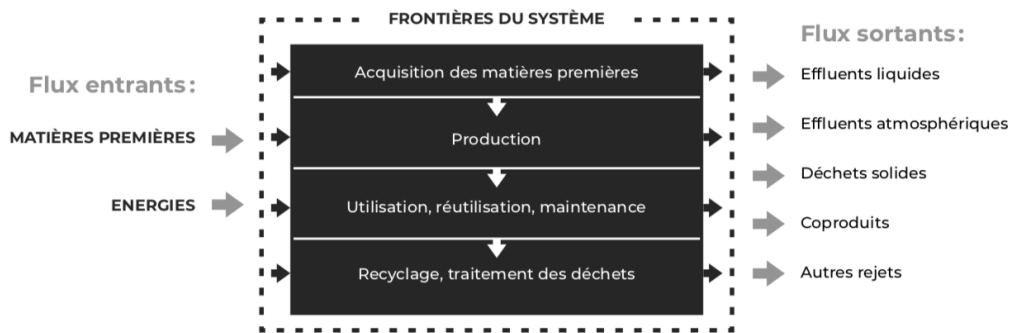 FRONTIÈRES DU SYSTÈME
Flux entrants :
MATIÈRES PREMIÈRES
ENERGIES
Acquisition des matières premières
Production
Utilisation, réutilisation, maintenance
Recyclage, traitement des déchets
Flux sortants :
Effluents liquides
Effluents atmosphériques
Déchets solides
Coproduits
Autres rejets